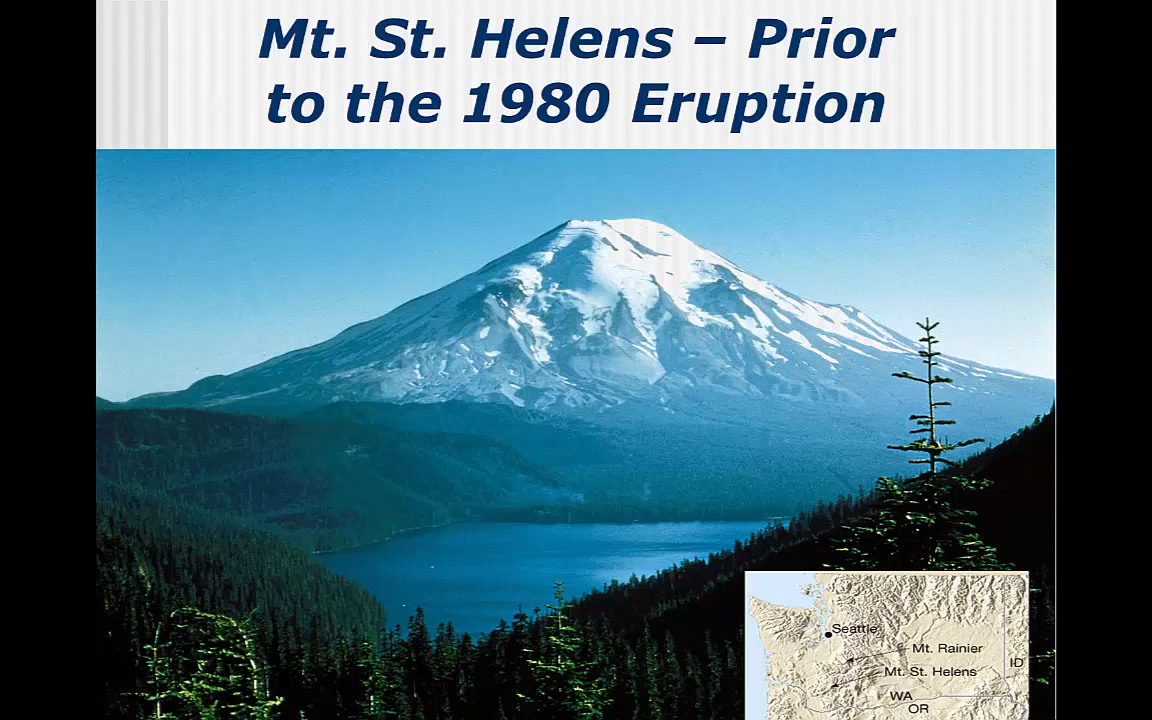 Mt. St. Helens – Prior
to the 1980 Eruption
Seattle
Mt. Rainier
ID
Mt. St. Helens
WA
OR